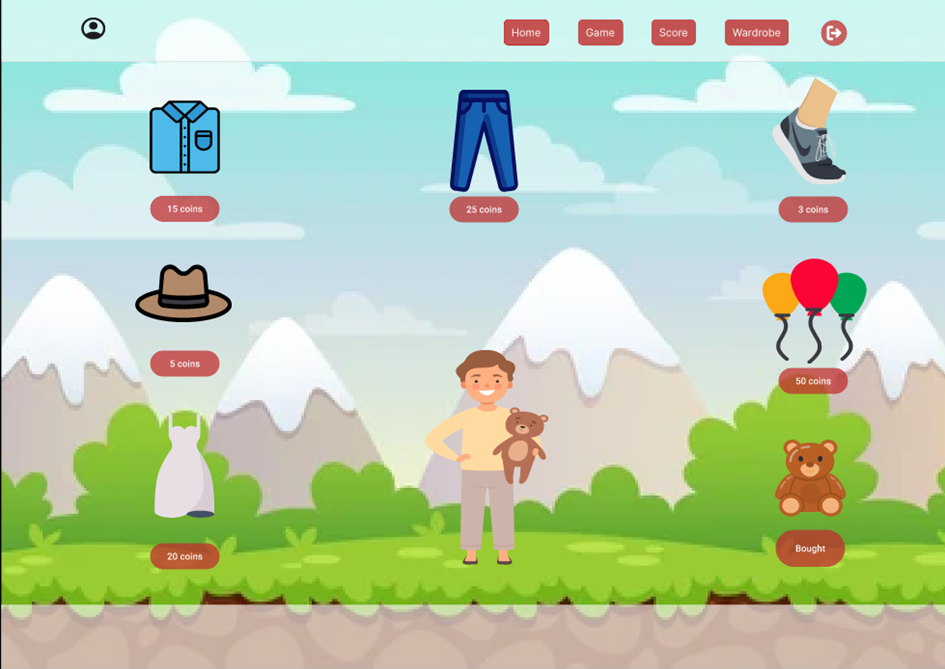 Home
Game
Score
Wardrobe
15 coins
25 coins
3 coins
5 coins
50 coins
20 coins
Bought